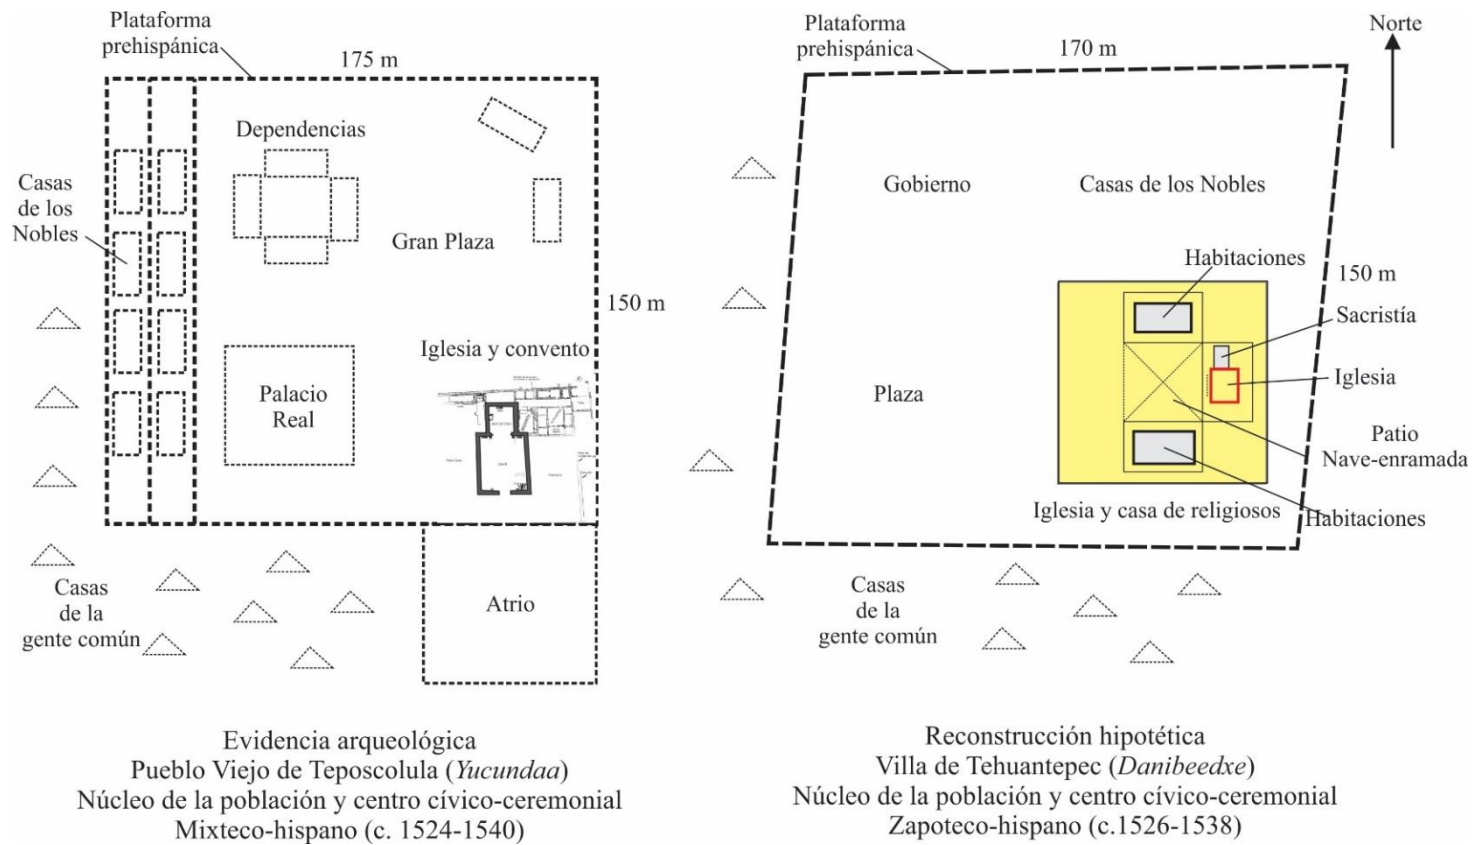 Plataforma
prehispánica
175 m
Dependencias
Casas
de los
Nobles
Gran Plaza
150 m
Iglesia y convento
Palacio
Real
Casas
de la
gente común
Atrio
Evidencia arqueológica
Pueblo Viejo de Teposcolula (Yucundaa)
Núcleo de la población y centro cívico-ceremonial
Mixteco-hispano (c. 1524-1540)
Plataforma
prehispánica
170 m
Norte
Gobierno
Casas de los Nobles
Habitaciones
150 m
Sacristía
Iglesia
Plaza
Patio
Nave-enramada
Iglesia y casa de religiosos
Habitaciones
Casas
de la
gente común
Reconstrucción hipotética
Villa de Tehuantepec (Danibeedxe)
Núcleo de la población y centro cívico-ceremonial
Zapoteco-hispano (c.1526-1538)